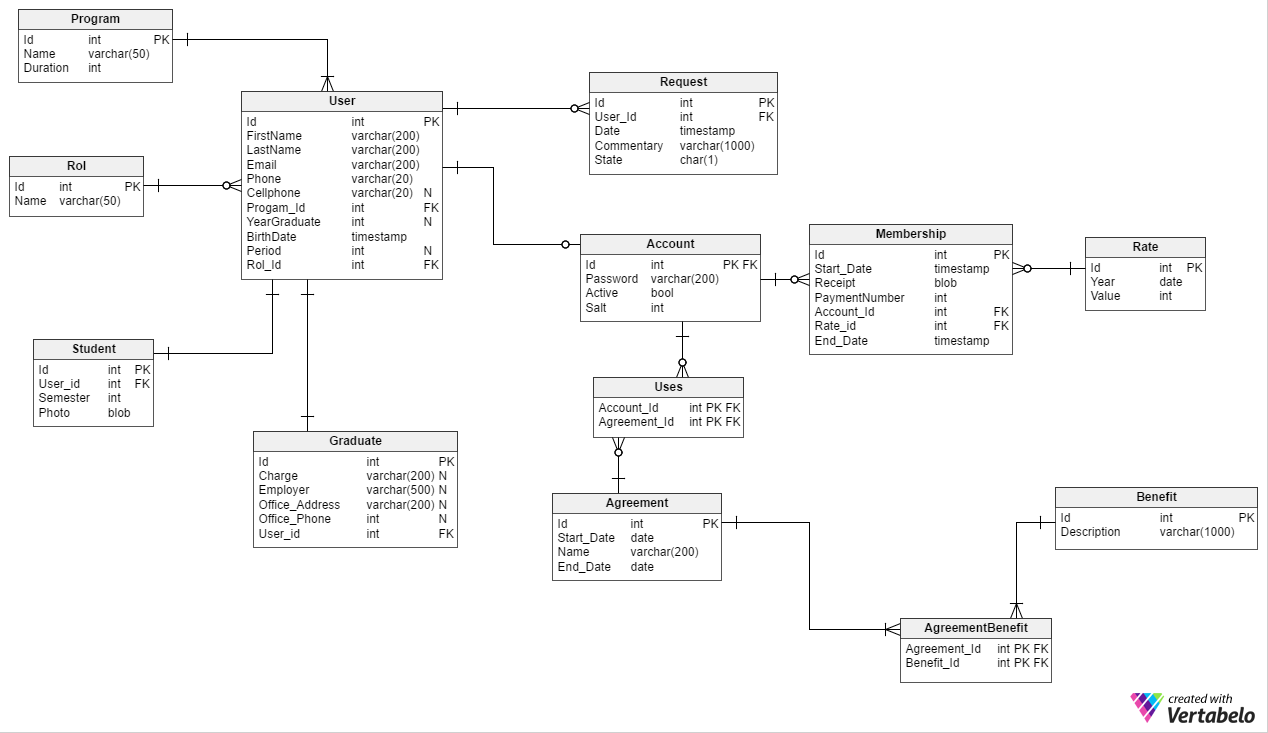 Program
Id int PK
Name varchar(50)
Duration int
User
Id int PK
FirstName varchar(200)
LastName varchar(200)
Email varchar(200)
Phone varchar(20)
Cellphone varchar(20) N
Progam_Id int FK
YearGraduate int N
BirthDate timestamp
Period int N
Rol_Id int FK
Request
Id int PK
User_Id int FK
Date timestamp
Commentary varchar(1000)
State char(1)
Rol
Id int PK
Name varchar(50)
Account
Id int PK FK
Password varchar(200)
Active bool
Salt int
Membership
Id int PK
Start_Date timestamp
Receipt blob
PaymentNumber int
Account_Id int FK
Rate_id int FK
End_Date timestamp
Rate
Id int PK
Year date
Value int
Student
Id int PK
User_id int FK
Semester int
Photo blob
Uses
Account_Id int PK FK
Agreement_Id int PK FK
Graduate
Id int PK
Charge varchar(200) N
Employer varchar(500) N
Office_Address varchar(200) N
Office_Phone int N
User_id int FK
Agreement
Id int PK
Start_Date date
Name varchar(200)
End_Date date
Benefit
Id int PK
Description varchar(1000)
AgreementBenefit
Agreement_Id int PK FK
Benefit_Id int PK FK
created with
Vertabelo